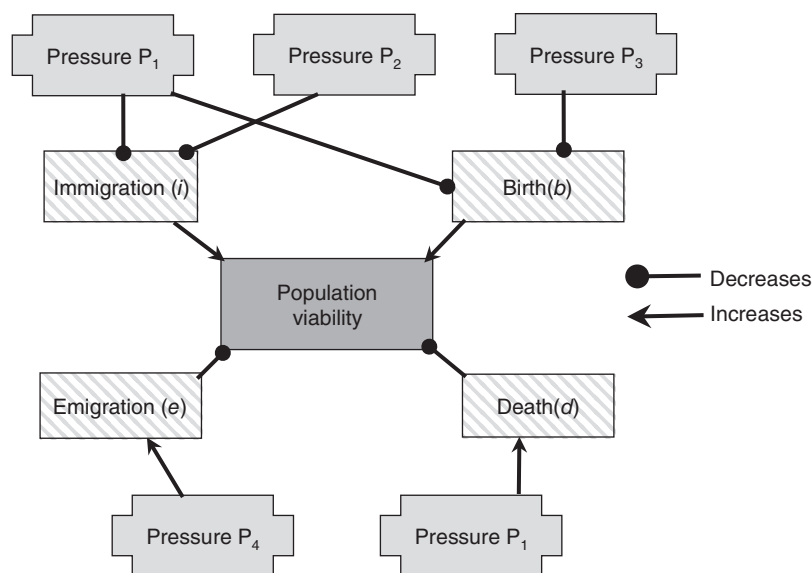 Pressure P₁
Pressure P₂
Pressure P₃
Immigration (i)
Birth(b)
Population
viability
Decreases
Increases
Emigration (e)
Death(d)
Pressure P₄
Pressure P₁